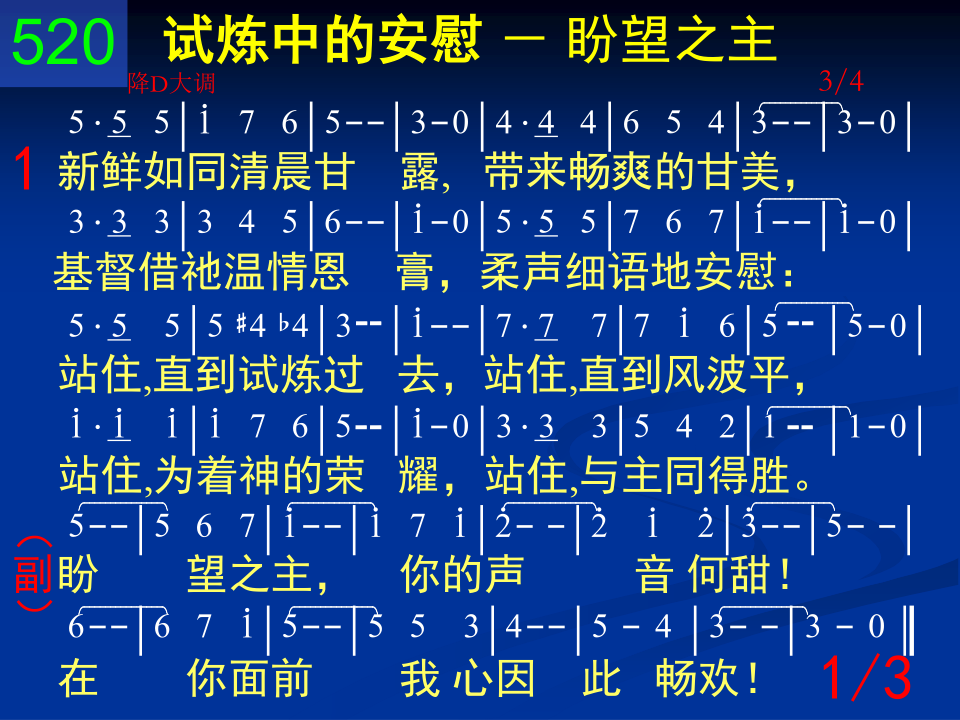 520 试炼中的安慰 － 盼望之主
降D大调 3/4
5·5 5|i 7 6|5--|3-0|4·4 4|6 5 4|3--|3-0|
1 新鲜如同清晨甘 露, 带来畅爽的甘美，
3·3 3|3 4 5|6--|i-0|5·5 5|7 6 7|i--|i-0|
基督借祂温情恩 膏，柔声细语地安慰：
5·5 5|5 #4 b4|3--|i--|7·7 7|7 i 6|5 --|5-0|
站住,直到试炼过 去，站住,直到风波平，
i·i i|i 7 6|5--|i-0|3·3 3|5 4 2|1 --|1-0|
站住,为着神的荣 耀，站住,与主同得胜。
5--|5 6 7|i--|i 7 i|2̇--|2̇ i 2̇|3̇--|5--|
（副） 盼 望之主， 你的声 音 何甜！
6--|6 7 i|5--|5 5 3|4--|5 - 4 |3--|3 - 0‖
在 你面前 我 心因 此 畅欢！
1/3